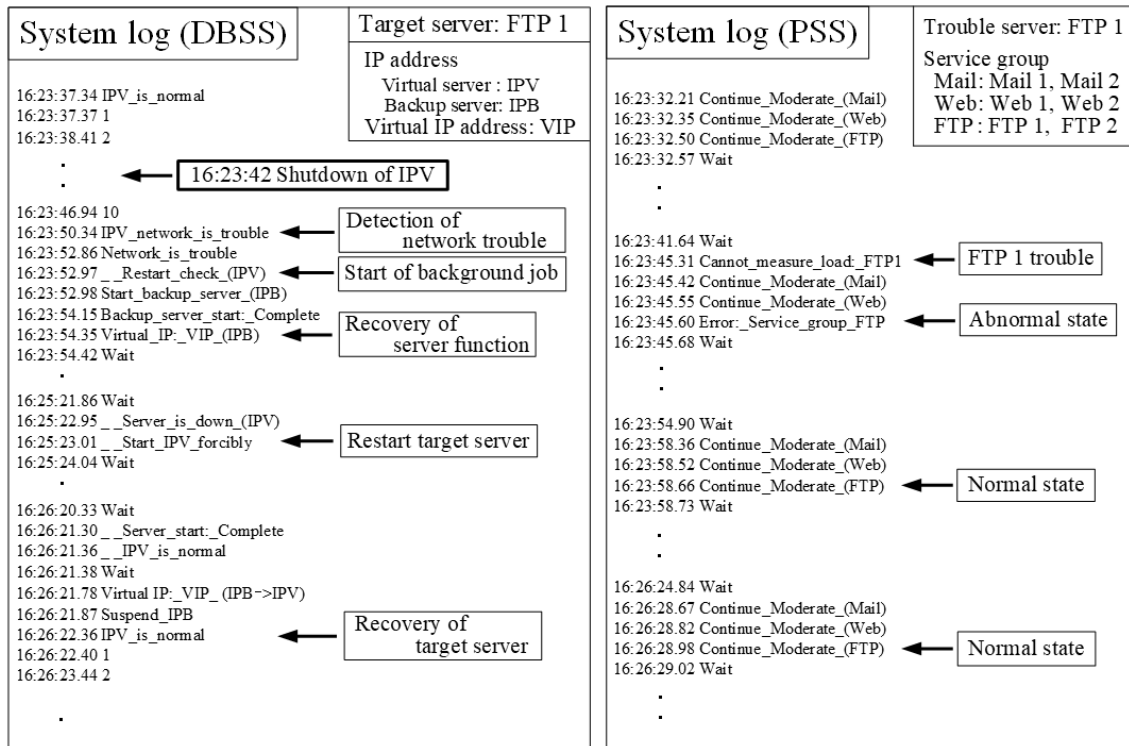 System log (DBSS)
Target server: FTP 1
IP address
Virtual server : IPV
Backup server: IPB
Virtual IP address: VIP
16:23:37.34 IPV_is_normal
16:23:37.37 1
16:23:38.41 2
16:23:42 Shutdown of IPV
16:23:46.94 10
16:23:50.34 IPV_network_is_trouble
Detection of
network trouble
16:23:52.86 Network_is_trouble
16:23:52.97 _ _Restart_check_(IPV)
Start of background job
16:23:52.98 Start_backup_server_(IPB)
16:23:54.15 Backup_server_start:_Complete
16:23:54.35 Virtual_IP:_VIP_(IPB)
Recovery of
server function
16:23:54.42 Wait
16:25:21.86 Wait
16:25:22.95 _ _Server_is_down_(IPV)
16:25:23.01 _ _Start_IPV_forcibly
Restart target server
16:25:24.04 Wait
16:26:20.33 Wait
16:26:21.30 _ _Server_start:_Complete
16:26:21.36 _ _IPV_is_normal
16:26:21.38 Wait
16:26:21.78 Virtual IP:_VIP_ (IPB->IPV)
16:26:21.87 Suspend_IPB
16:26:22.36 IPV_is_normal
Recovery of
target server
16:26:22.40 1
16:26:23.44 2
System log (PSS)
Trouble server: FTP 1
Service group
Mail: Mail 1, Mail 2
Web: Web 1, Web 2
FTP : FTP 1, FTP 2
16:23:32.21 Continue_Moderate_(Mail)
16:23:32.35 Continue_Moderate_(Web)
16:23:32.50 Continue_Moderate_(FTP)
16:23:32.57 Wait
16:23:41.64 Wait
16:23:45.31 Cannot_measure_load:_FTP1
FTP 1 trouble
16:23:45.42 Continue_Moderate_(Mail)
16:23:45.55 Continue_Moderate_(Web)
16:23:45.60 Error:_Service_group_FTP
Abnormal state
16:23:45.68 Wait
16:23:54.90 Wait
16:23:58.36 Continue_Moderate_(Mail)
16:23:58.52 Continue_Moderate_(Web)
16:23:58.66 Continue_Moderate_(FTP)
Normal state
16:23:58.73 Wait
16:26:24.84 Wait
16:26:28.67 Continue_Moderate_(Mail)
16:26:28.82 Continue_Moderate_(Web)
16:26:28.98 Continue_Moderate_(FTP)
Normal state
16:26:29.02 Wait